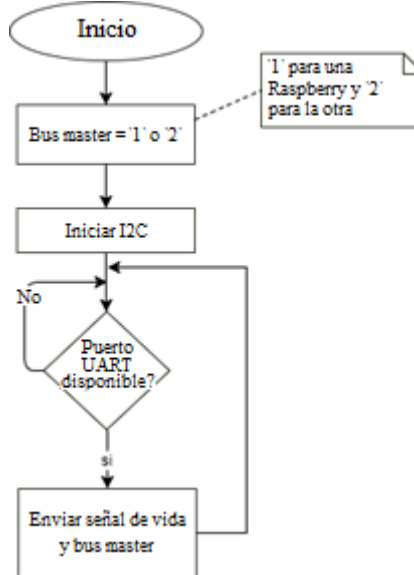 Inicio
'1' para una
Raspberry y '2'
para la otra
Bus master = '1' o '2'
Iniciar I2C
No
Puerto
UART
disponible?
si
Enviar señal de vida
y bus master